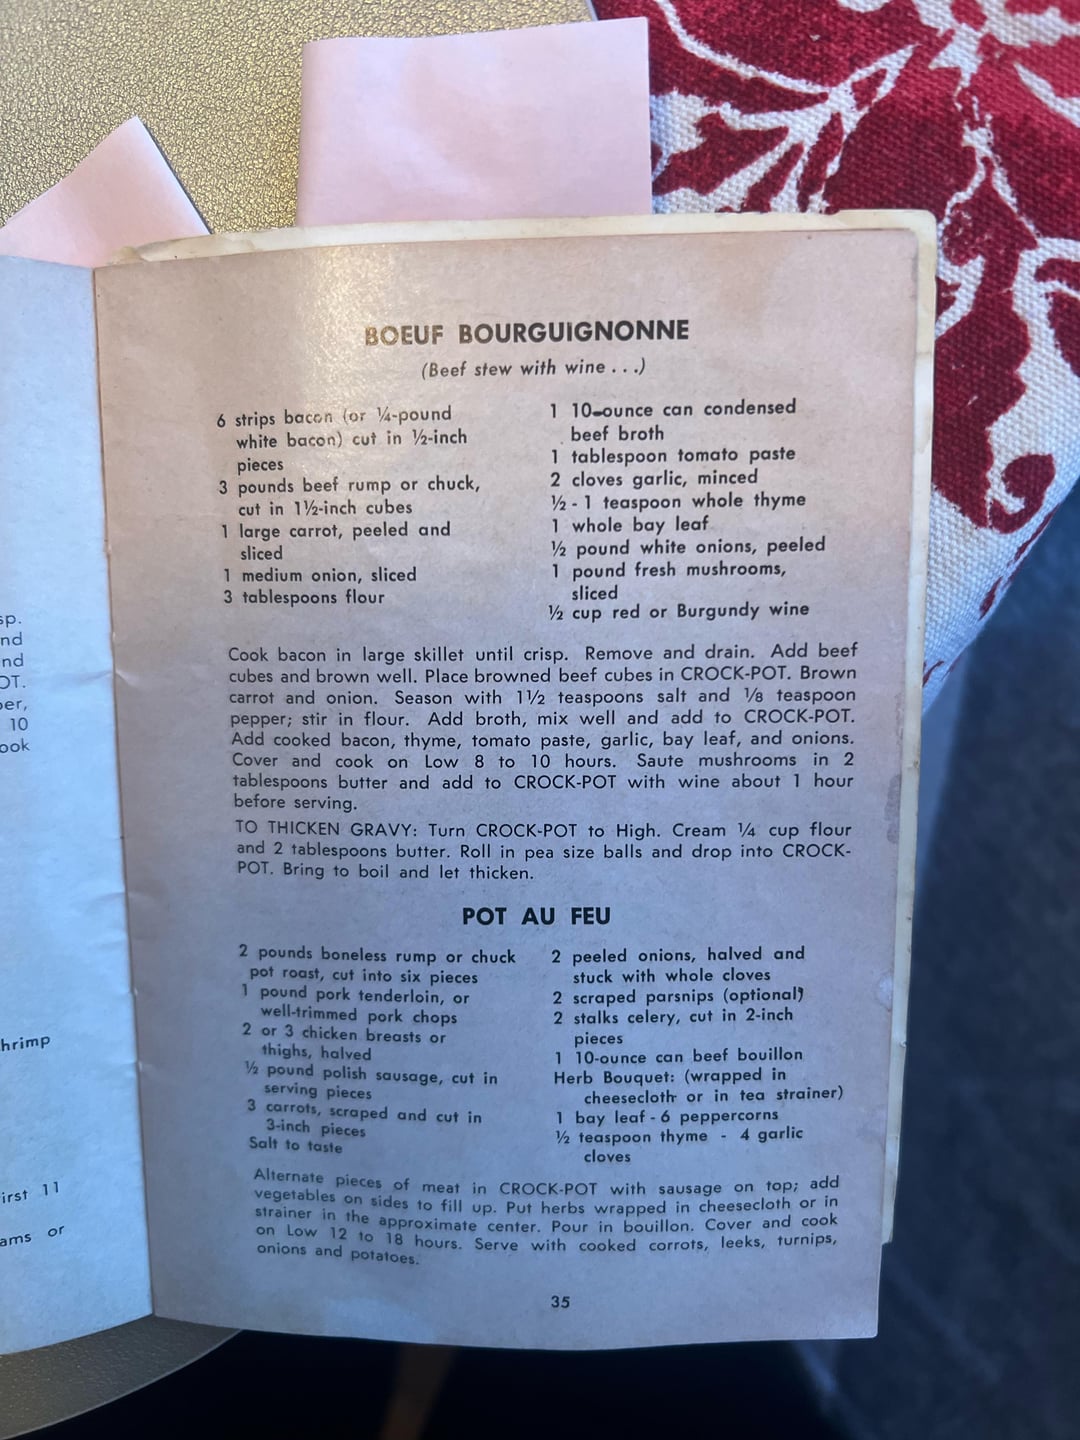 BOEUF BOURGUIGNONNE
(Beef stew with wine . . .)
6 strips bacon (or ¼-pound
white bacon) cut in ½-inch
pieces
3 pounds beef rump or chuck,
cut in 1½-inch cubes
1 large carrot, peeled and
sliced
1 medium onion, sliced
3 tablespoons flour
1 10-ounce can condensed
beef broth
1 tablespoon tomato paste
2 cloves garlic, minced
½ - 1 teaspoon whole thyme
1 whole bay leaf
½ pound white onions, peeled
1 pound fresh mushrooms,
sliced
½ cup red or Burgundy wine
Cook bacon in large skillet until crisp. Remove and drain. Add beef
cubes and brown well. Place browned beef cubes in CROCK-POT. Brown
carrot and onion. Season with 1½ teaspoons salt and ⅛ teaspoon
pepper; stir in flour. Add broth, mix well and add to CROCK-POT.
Add cooked bacon, thyme, tomato paste, garlic, bay leaf, and onions.
Cover and cook on Low 8 to 10 hours. Saute mushrooms in 2
tablespoons butter and add to CROCK-POT with wine about 1 hour
before serving.
TO THICKEN GRAVY: Turn CROCK-POT to High. Cream ¼ cup flour
and 2 tablespoons butter. Roll in pea size balls and drop into CROCK-
POT. Bring to boil and let thicken.
POT AU FEU
2 pounds boneless rump or chuck
pot roast, cut into six pieces
1 pound pork tenderloin, or
well-trimmed pork chops
2 or 3 chicken breasts or
thighs, halved
½ pound polish sausage, cut in
serving pieces
3 carrots, scraped and cut in
3-inch pieces
Salt to taste
2 peeled onions, halved and
stuck with whole cloves
2 scraped parsnips (optional)
2 stalks celery, cut in 2-inch
pieces
1 10-ounce can beef bouillon
Herb Bouquet: (wrapped in
cheesecloth or in tea strainer)
1 bay leaf - 6 peppercorns
½ teaspoon thyme - 4 garlic
cloves
Alternate pieces of meat in CROCK-POT with sausage on top; add
vegetables on sides to fill up. Put herbs wrapped in cheesecloth or in
strainer in the approximate center. Pour in bouillon. Cover and cook
on Low 12 to 18 hours. Serve with cooked corrots, leeks, turnips,
onions and potatoes.
35
sp.
nd
nd
OT.
per,
10
ook
hrimp
irst 11
ams or